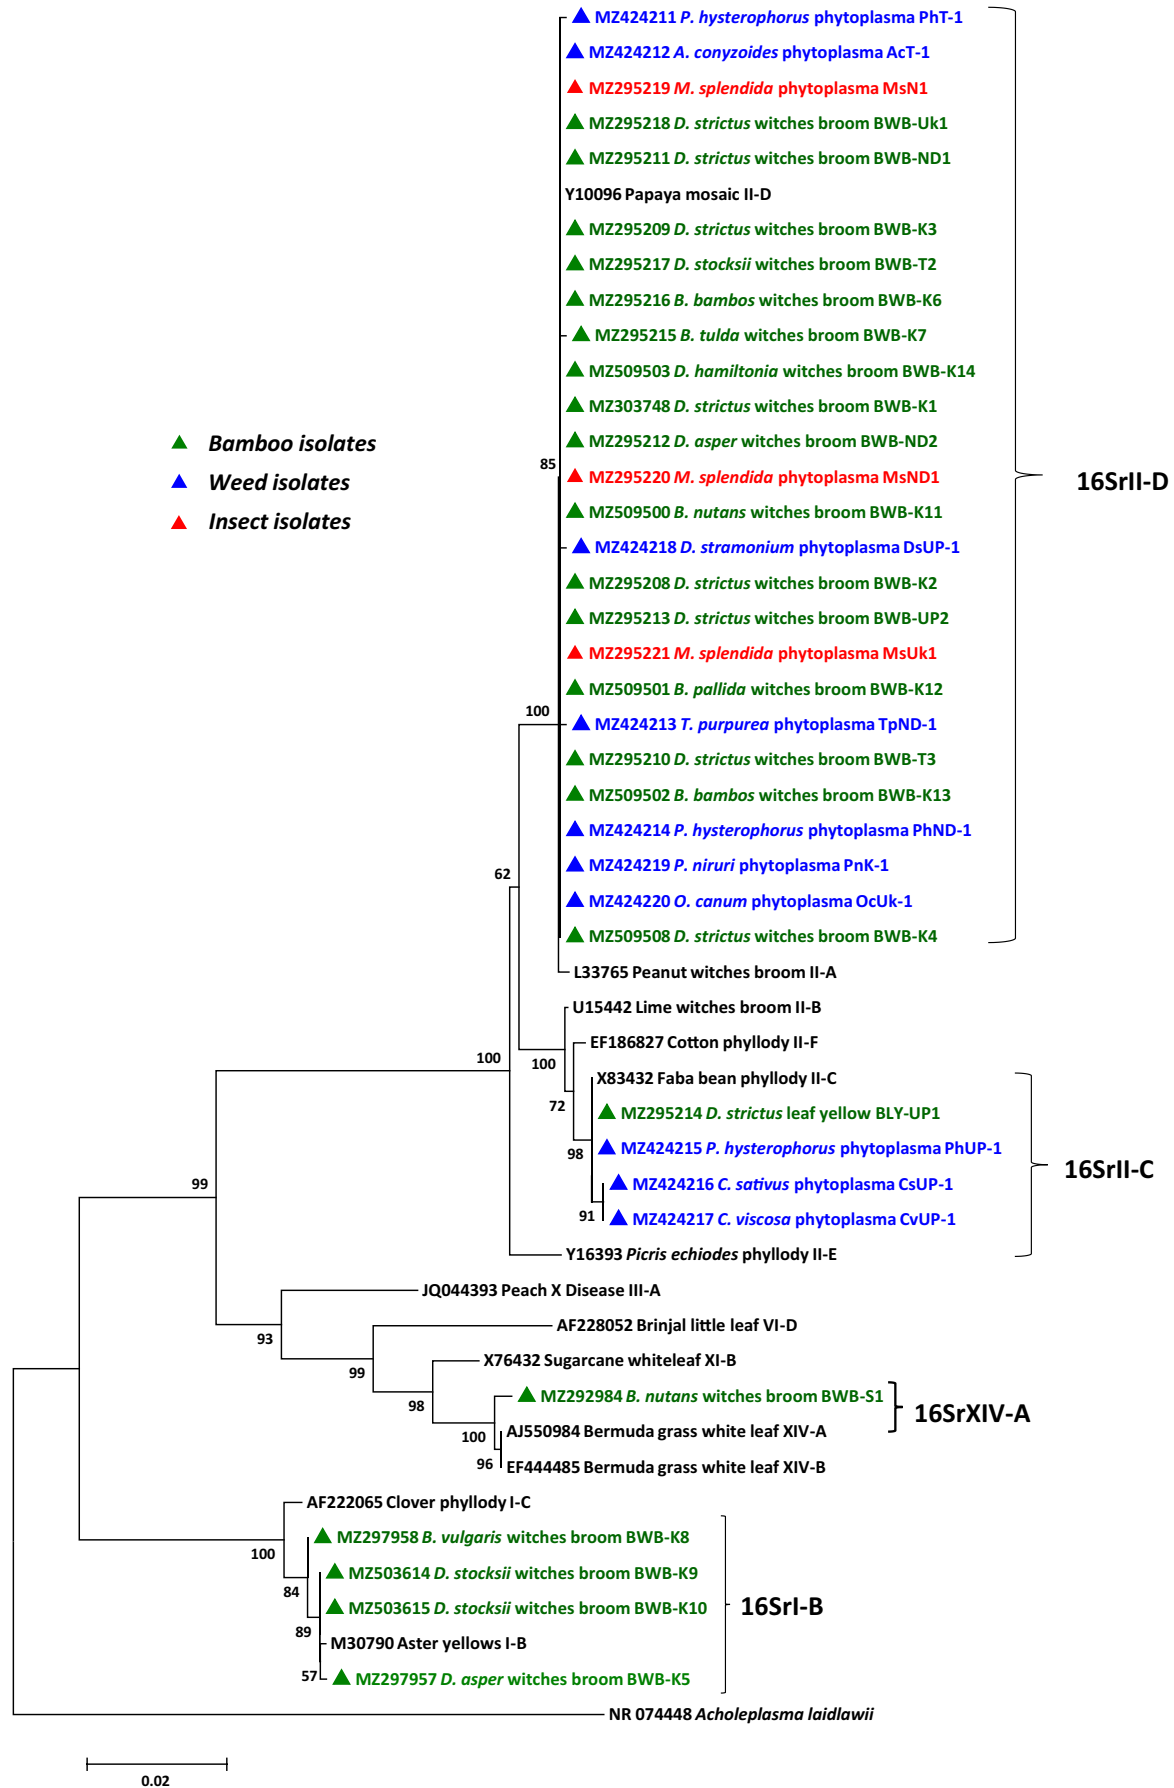 MZ424211 P. hysterophorus phytoplasma PhT-1
MZ424212 A. conyzoides phytoplasma AcT-1
MZ295219 M. splendida phytoplasma MsN1
MZ295218 D. strictus witches broom BWB-Uk1
MZ295211 D. strictus witches broom BWB-ND1
Y10096 Papaya mosaic II-D
MZ295209 D. strictus witches broom BWB-K3
MZ295217 D. stocksii witches broom BWB-T2
MZ295216 B. bambos witches broom BWB-K6
MZ295215 B. tulda witches broom BWB-K7
MZ509503 D. hamiltonia witches broom BWB-K14
MZ303748 D. strictus witches broom BWB-K1
MZ295212 D. asper witches broom BWB-ND2
MZ295220 M. splendida phytoplasma MsND1
MZ509500 B. nutans witches broom BWB-K11
MZ424218 D. stramonium phytoplasma DsUP-1
MZ295208 D. strictus witches broom BWB-K2
MZ295213 D. strictus witches broom BWB-UP2
MZ295221 M. splendida phytoplasma MsUk1
MZ509501 B. pallida witches broom BWB-K12
MZ424213 T. purpurea phytoplasma TpND-1
MZ295210 D. strictus witches broom BWB-T3
MZ509502 B. bambos witches broom BWB-K13
MZ424214 P. hysterophorus phytoplasma PhND-1
MZ424219 P. niruri phytoplasma PnK-1
MZ424220 O. canum phytoplasma OcUk-1
MZ509508 D. strictus witches broom BWB-K4
L33765 Peanut witches broom II-A
U15442 Lime witches broom II-B
EF186827 Cotton phyllody II-F
X83432 Faba bean phyllody II-C
MZ295214 D. strictus leaf yellow BLY-UP1
MZ424215 P. hysterophorus phytoplasma PhUP-1
MZ424216 C. sativus phytoplasma CsUP-1
MZ424217 C. viscosa phytoplasma CvUP-1
Y16393 Picris echiodes phyllody II-E
JQ044393 Peach X Disease III-A
AF228052 Brinjal little leaf VI-D
X76432 Sugarcane whiteleaf XI-B
MZ292984 B. nutans witches broom BWB-S1
AJ550984 Bermuda grass white leaf XIV-A
EF444485 Bermuda grass white leaf XIV-B
AF222065 Clover phyllody I-C
MZ297958 B. vulgaris witches broom BWB-K8
MZ503614 D. stocksii witches broom BWB-K9
MZ503615 D. stocksii witches broom BWB-K10
M30790 Aster yellows I-B
MZ297957 D. asper witches broom BWB-K5
NR 074448 Acholeplasma laidlawii
Bamboo isolates
Weed isolates
Insect isolates
16SrII-D
16SrII-C
16SrXIV-A
16SrI-B
85
100
62
100
100
72
98
91
99
93
99
98
100
96
100
84
89
57
0.02